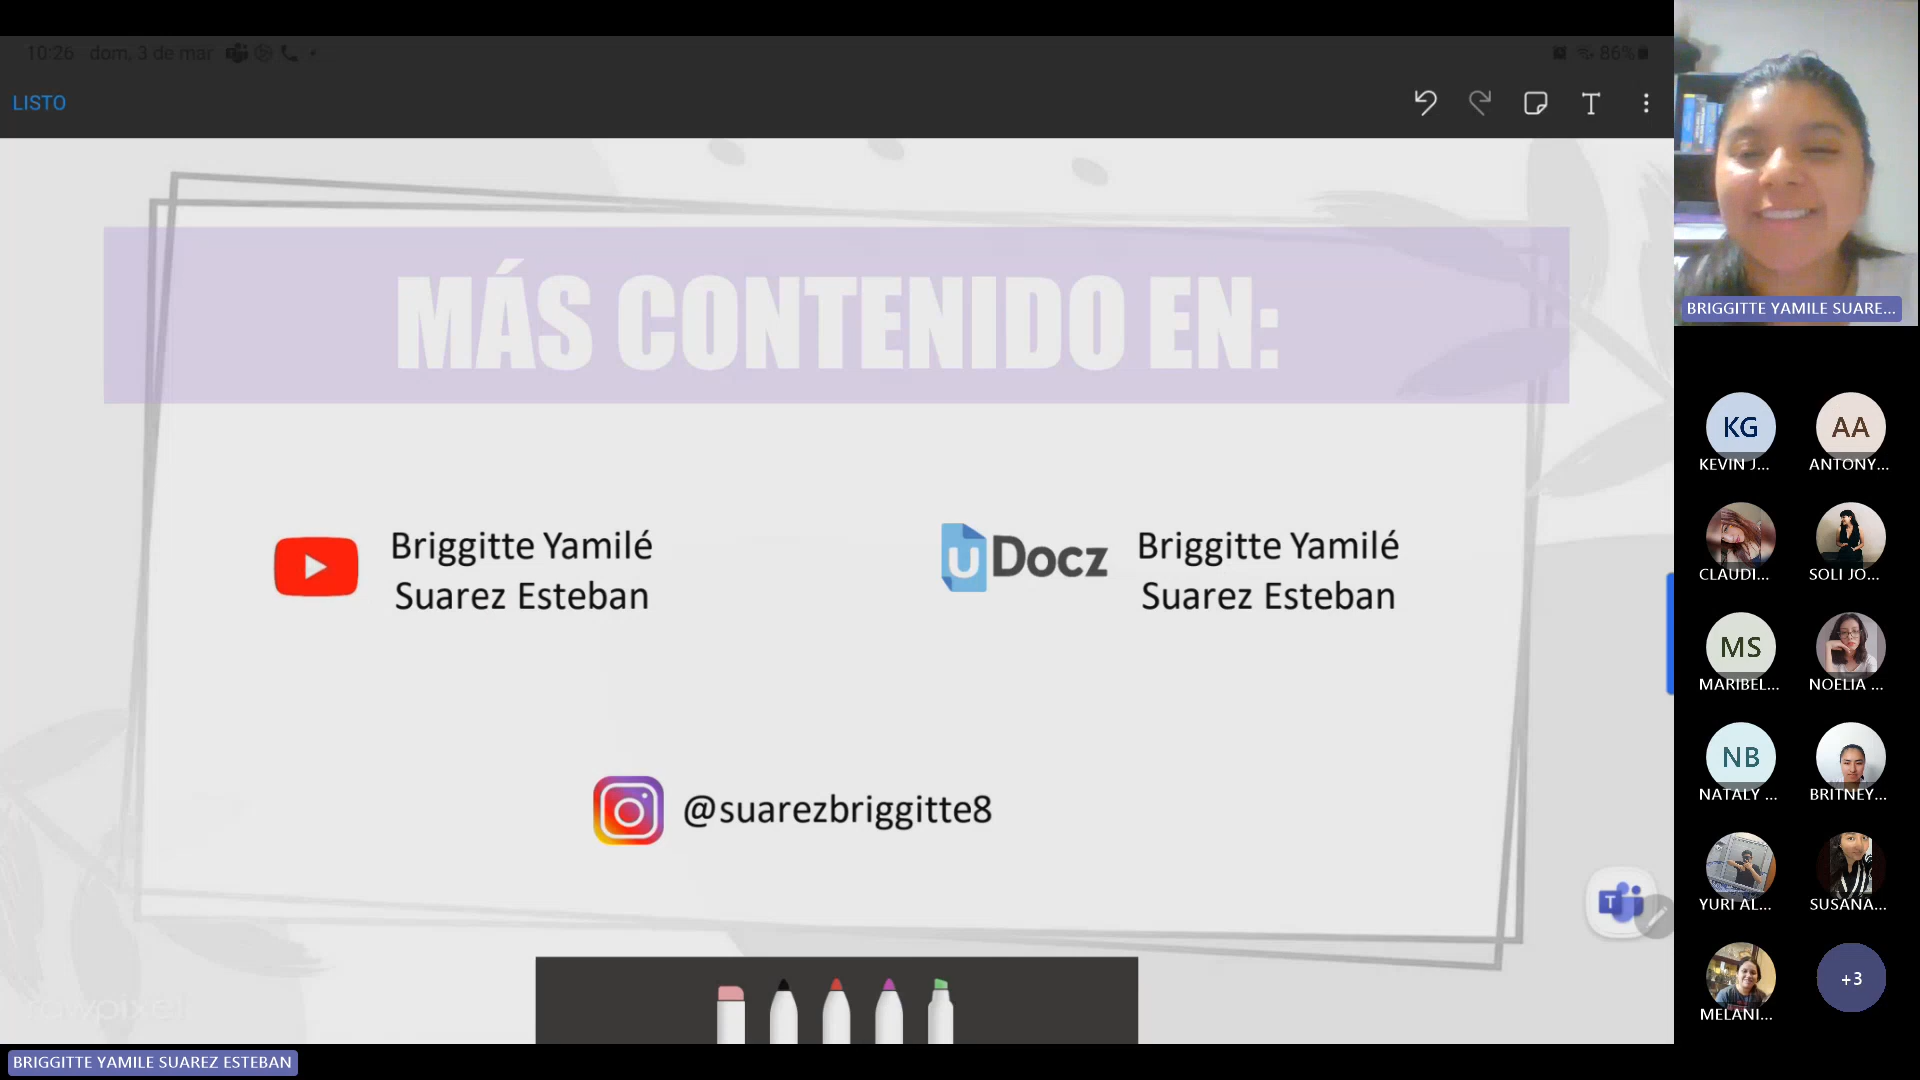 10:26 dom, 3 de mar
86%
LISTO
MÁS CONTENIDO EN:
Briggitte Yamilé
Suarez Esteban
uDocz
Briggitte Yamilé
Suarez Esteban
@suarezbriggitte8
rawpixel
BRIGGITTE YAMILE SUARE...
KG
KEVIN J...
AA
ANTONY...
CLAUDI...
SOLI JO...
MS
MARIBEL...
NOELIA ...
NB
NATALY ...
BRITNEY...
YURI AL...
SUSANA...
MELANI...
+3
BRIGGITTE YAMILE SUAREZ ESTEBAN